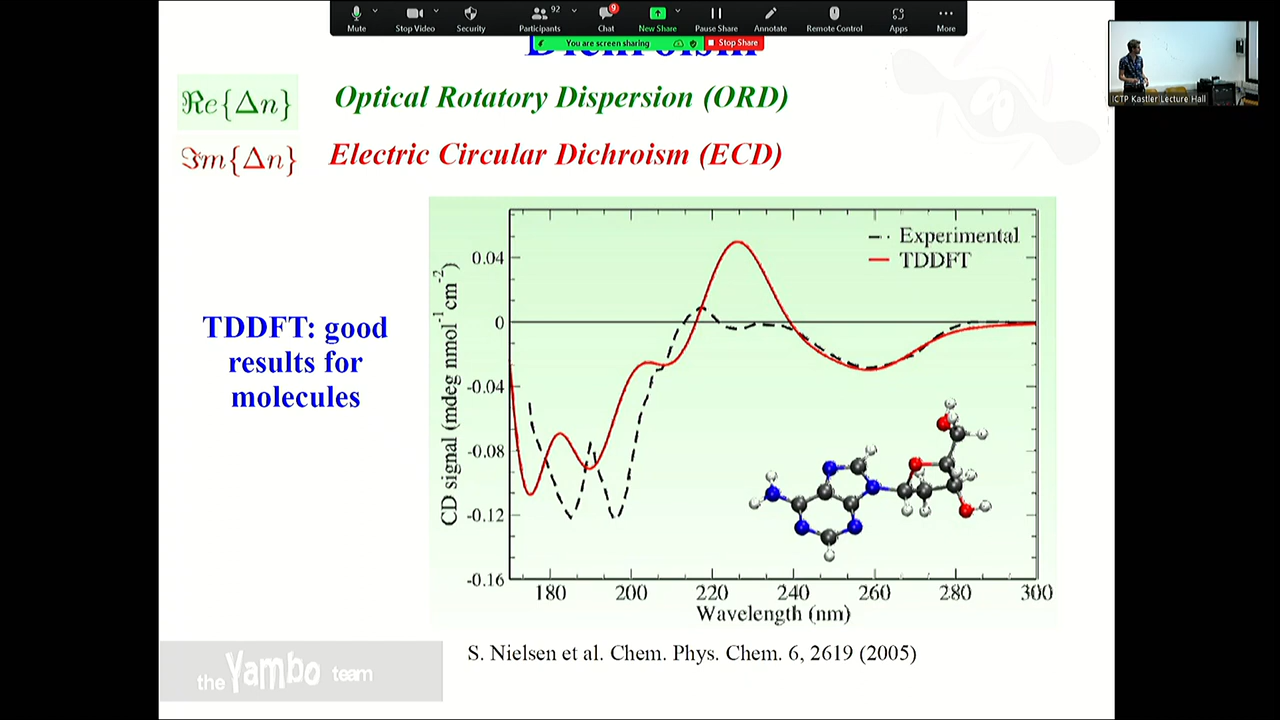 92
9
Mute
Stop Video
Security
Participants
Chat
New Share
Pause Share
Annotate
Remote Control
Apps
More
You are screen sharing
Stop Share
Dichroism
ICTP Kastler Lecture Hall
ℜe{Δn}
Optical Rotatory Dispersion (ORD)
ℑm{Δn}
Electric Circular Dichroism (ECD)
TDDFT: good
results for
molecules
Experimental
TDDFT
CD signal (mdeg nmol⁻¹cm⁻²)
0.04
0
-0.04
-0.08
-0.12
-0.16
180 200 220 240 260 280 300
Wavelength (nm)
S. Nielsen et al. Chem. Phys. Chem. 6, 2619 (2005)
the Yambo team